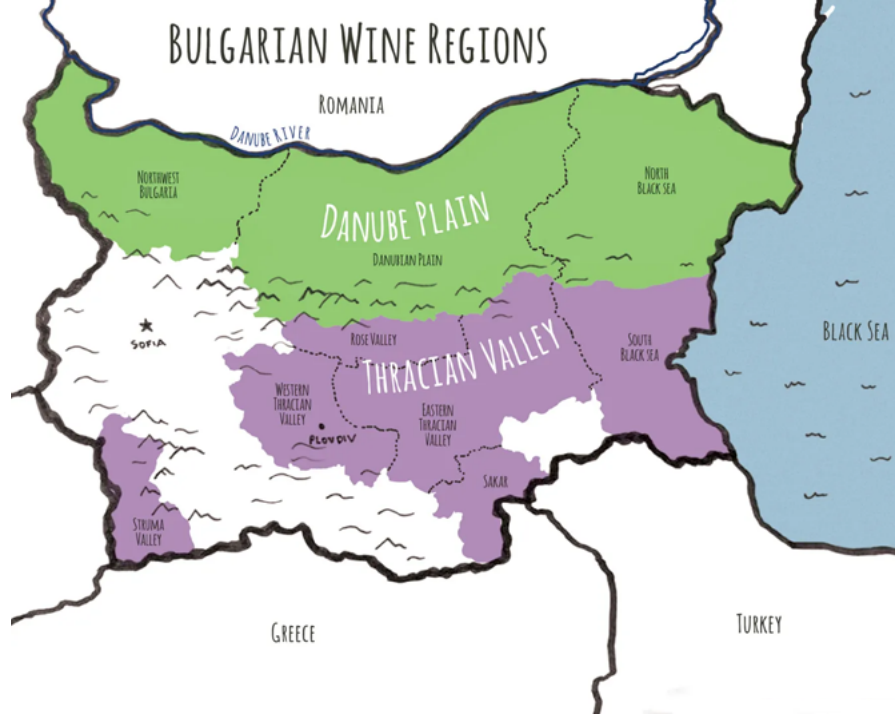 BULGARIAN WINE REGIONS
ROMANIA
DANUBE RIVER
NORTHWEST
BULGARIA
NORTH
BLACK SEA
DANUBE PLAIN
DANUBIAN PLAIN
SOFIA
ROSE VALLEY
THRACIAN VALLEY
SOUTH
BLACK SEA
BLACK SEA
WESTERN
THRACIAN
VALLEY
PLOVDIV
EASTERN
THRACIAN
VALLEY
SAKAR
STRUMA
VALLEY
GREECE
TURKEY